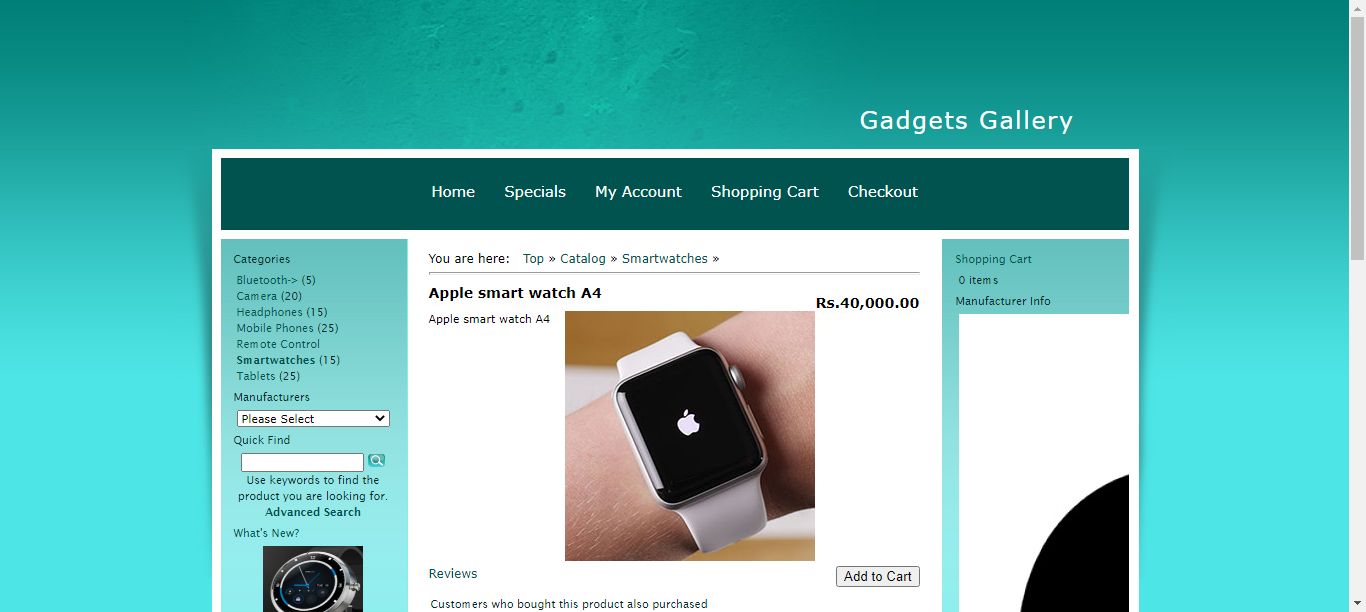 Gadgets Gallery
Home Specials My Account Shopping Cart Checkout
Categories
Bluetooth-> (5)
Camera (20)
Headphones (15)
Mobile Phones (25)
Remote Control
Smartwatches (15)
Tablets (25)
Manufacturers
Please Select
Quick Find
Use keywords to find the
product you are looking for.
Advanced Search
What's New?
You are here: Top » Catalog » Smartwatches »
Apple smart watch A4
Rs.40,000.00
Apple smart watch A4
Reviews
Add to Cart
Customers who bought this product also purchased
Shopping Cart
0 items
Manufacturer Info